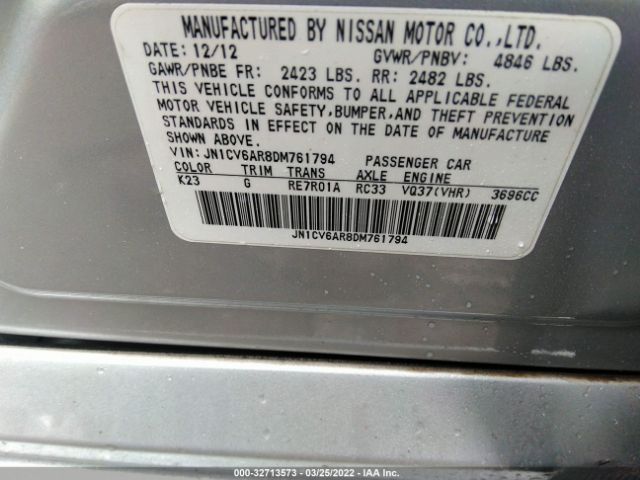 MANUFACTURED BY NISSAN MOTOR CO.,LTD.
DATE: 12/12 GVWR/PNBV: 4846 LBS.
GAWR/PNBE FR: 2423 LBS. RR: 2482 LBS.
THIS VEHICLE CONFORMS TO ALL APPLICABLE FEDERAL
MOTOR VEHICLE SAFETY,BUMPER,AND THEFT PREVENTION
STANDARDS IN EFFECT ON THE DATE OF MANUFACTURE
SHOWN ABOVE.
VIN: JN1CV6AR8DM761794 PASSENGER CAR
COLOR TRIM TRANS AXLE ENGINE
K23 G RE7R01A RC33 VQ37(VHR) 3696CC
JN1CV6AR8DM761794
000-32713573 / 03/25/2022 - IAA Inc.